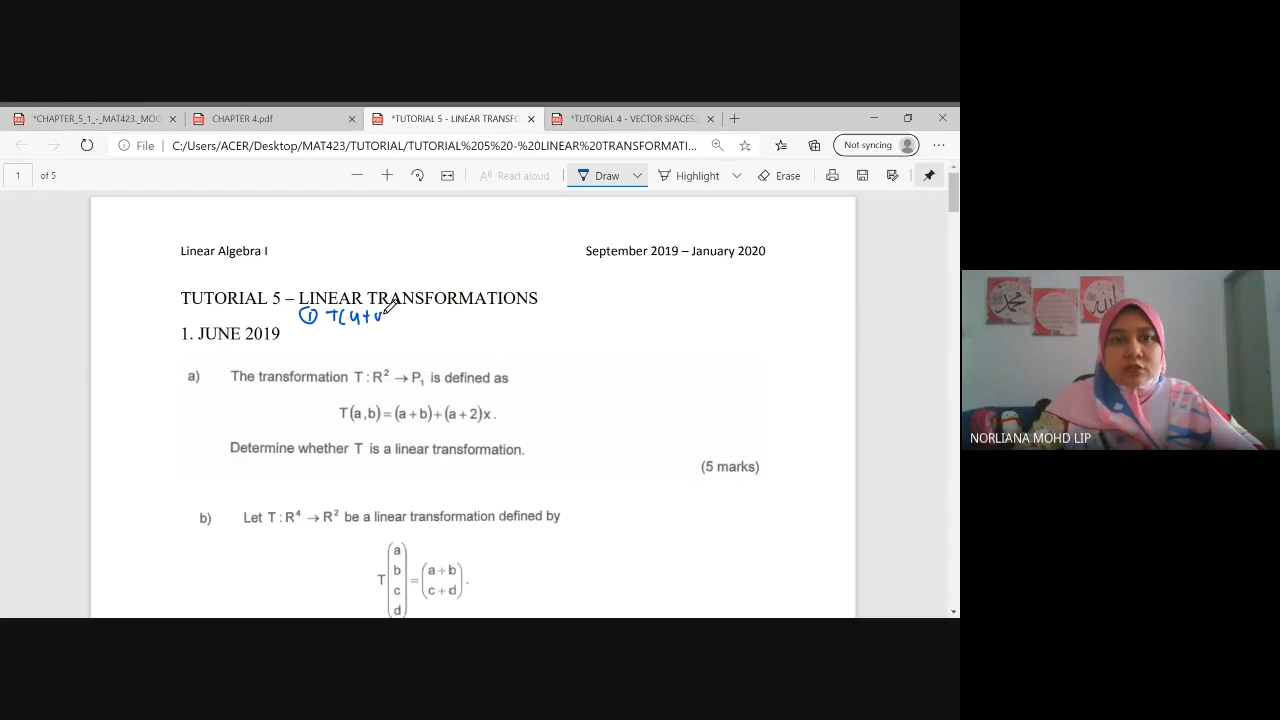 *CHAPTER_5_1_-_MAT423_MOO
CHAPTER 4.pdf
*TUTORIAL 5 - LINEAR TRANSFO
*TUTORIAL 4 - VECTOR SPACES.p
File C:/Users/ACER/Desktop/MAT423/TUTORIAL/TUTORIAL%205%20-%20LINEAR%20TRANSFORMATI...
Not syncing
1 of 5
Read aloud
Draw
Highlight
Erase
Linear Algebra I
September 2019 – January 2020
TUTORIAL 5 – LINEAR TRANSFORMATIONS
① T(u+v
1. JUNE 2019
a) The transformation T : R² → P₁ is defined as
T(a,b) = (a + b) + (a + 2)x.
Determine whether T is a linear transformation.
(5 marks)
b) Let T : R⁴ → R² be a linear transformation defined by
T (a b c d) = (a + b c + d).
NORLIANA MOHD LIP
محمد
الله